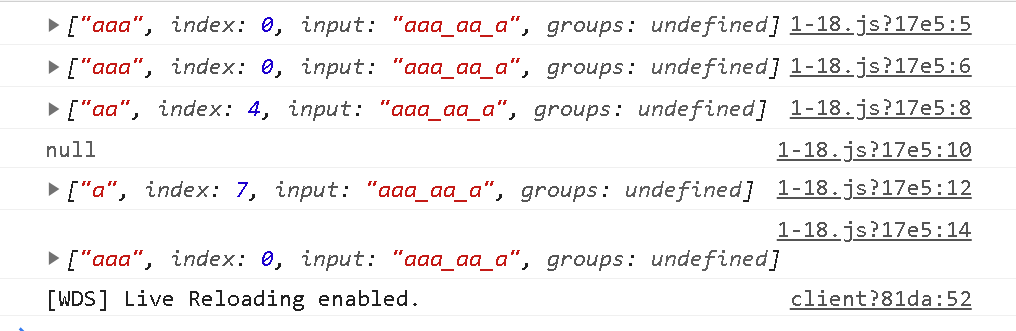 ▶ ["aaa", index: 0, input: "aaa_aa_a", groups: undefined] 1-18.js?17e5:5
▶ ["aaa", index: 0, input: "aaa_aa_a", groups: undefined] 1-18.js?17e5:6
▶ ["aa", index: 4, input: "aaa_aa_a", groups: undefined] 1-18.js?17e5:8
null 1-18.js?17e5:10
▶ ["a", index: 7, input: "aaa_aa_a", groups: undefined] 1-18.js?17e5:12
1-18.js?17e5:14
▶ ["aaa", index: 0, input: "aaa_aa_a", groups: undefined]
[WDS] Live Reloading enabled. client?81da:52